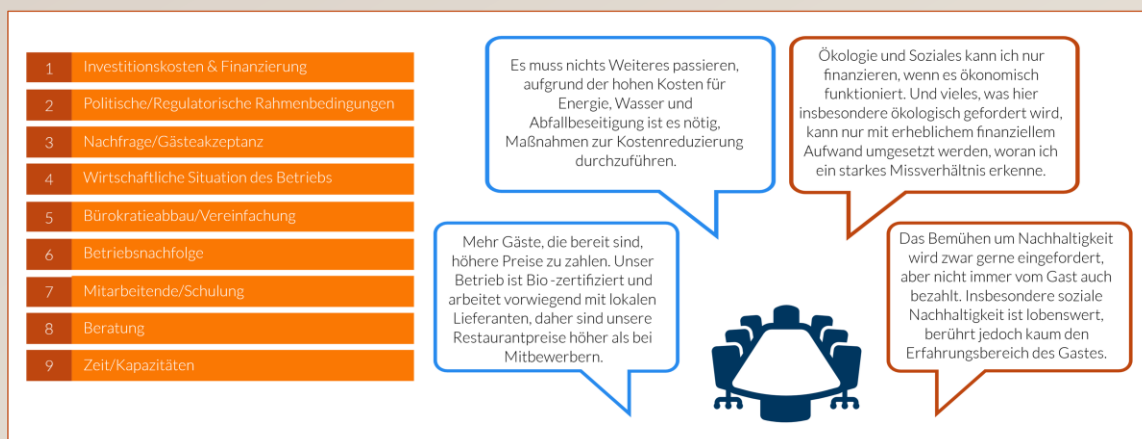 1 Investitionskosten & Finanzierung
2 Politische/Regulatorische Rahmenbedingungen
3 Nachfrage/Gästeakzeptanz
4 Wirtschaftliche Situation des Betriebs
5 Bürokratieabbau/Vereinfachung
6 Betriebsnachfolge
7 Mitarbeitende/Schulung
8 Beratung
9 Zeit/Kapazitäten
Es muss nichts Weiteres passieren,
aufgrund der hohen Kosten für
Energie, Wasser und
Abfallbeseitigung ist es nötig,
Maßnahmen zur Kostenreduzierung
durchzuführen.
Ökologie und Soziales kann ich nur
finanzieren, wenn es ökonomisch
funktioniert. Und vieles, was hier
insbesondere ökologisch gefordert wird,
kann nur mit erheblichem finanziellem
Aufwand umgesetzt werden, woran ich
ein starkes Missverhältnis erkenne.
Mehr Gäste, die bereit sind,
höhere Preise zu zahlen. Unser
Betrieb ist Bio -zertifiziert und
arbeitet vorwiegend mit lokalen
Lieferanten, daher sind unsere
Restaurantpreise höher als bei
Mitbewerbern.
Das Bemühen um Nachhaltigkeit
wird zwar gerne eingefordert,
aber nicht immer vom Gast auch
bezahlt. Insbesondere soziale
Nachhaltigkeit ist lobenswert,
berührt jedoch kaum den
Erfahrungsbereich des Gastes.